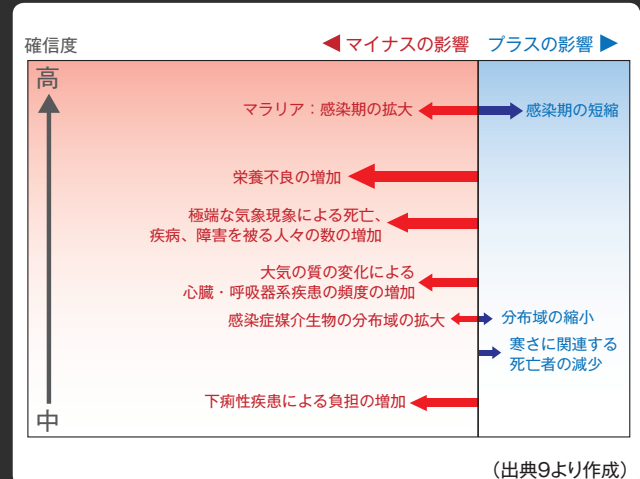 確信度
◀ マイナスの影響 プラスの影響 ▶
高
マラリア：感染期の拡大 感染期の短縮
栄養不良の増加
極端な気象現象による死亡、
疾病、障害を被る人々の数の増加
大気の質の変化による
心臓・呼吸器系疾患の頻度の増加
感染症媒介生物の分布域の拡大 分布域の縮小
寒さに関連する
死亡者の減少
下痢性疾患による負担の増加
中
（出典9より作成）